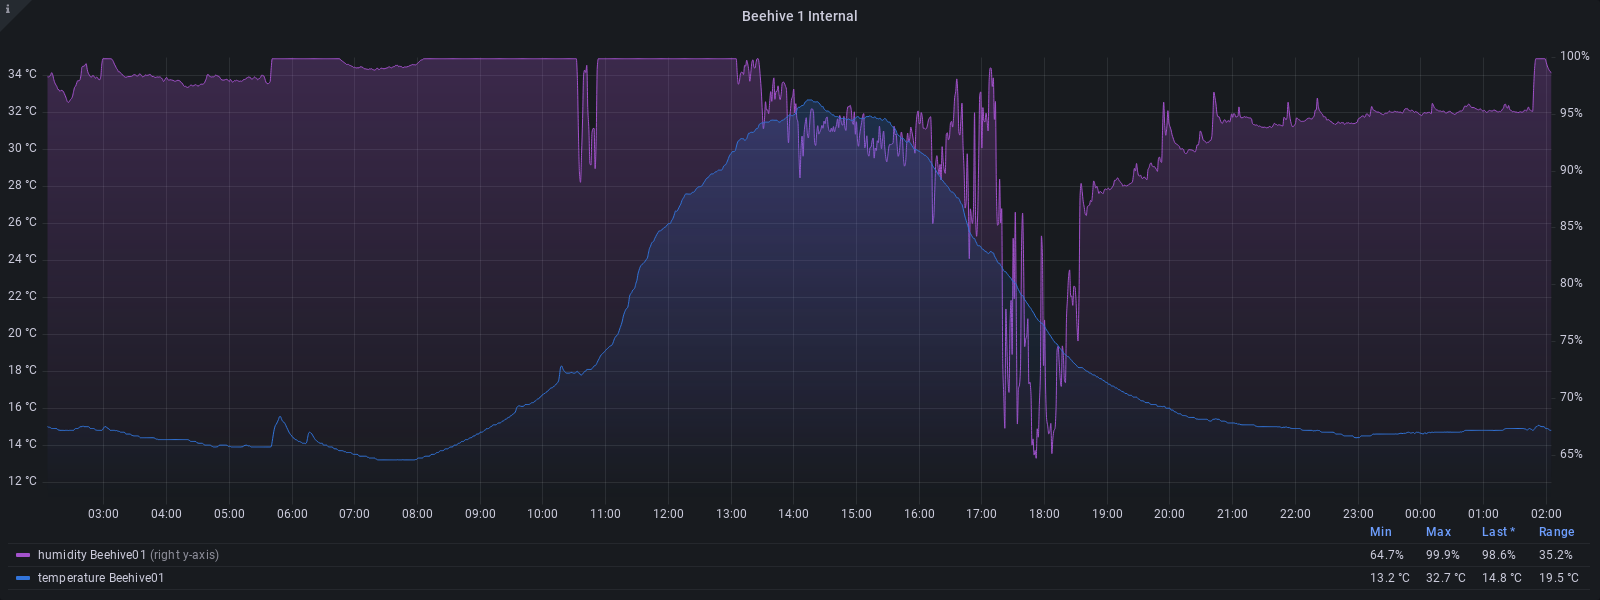 i
Beehive 1 Internal
34 °C 100%
32 °C 95%
30 °C 90%
28 °C 85%
26 °C 80%
24 °C 75%
22 °C 70%
20 °C 65%
18 °C
16 °C
14 °C
12 °C
03:00 04:00 05:00 06:00 07:00 08:00 09:00 10:00 11:00 12:00 13:00 14:00 15:00 16:00 17:00 18:00 19:00 20:00 21:00 22:00 23:00 00:00 01:00 02:00
Min Max Last * Range
humidity Beehive01 (right y-axis) 64.7% 99.9% 98.6% 35.2%
temperature Beehive01 13.2 °C 32.7 °C 14.8 °C 19.5 °C